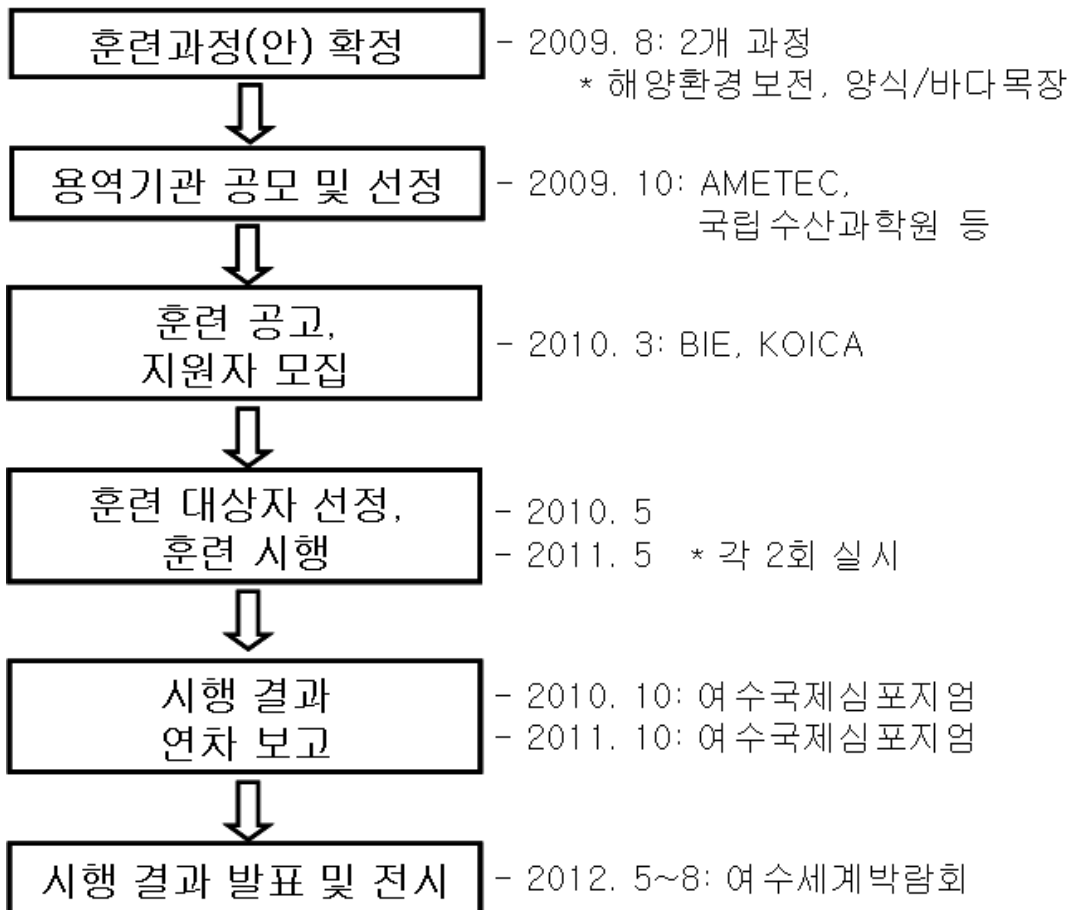 훈련과정(안) 확정
- 2009. 8: 2개 과정
* 해양환경보전, 양식/바다목장
용역기관 공모 및 선정
- 2009. 10: AMETEC,
국립수산과학원 등
훈련 공고,
지원자 모집
- 2010. 3: BIE, KOICA
훈련 대상자 선정,
훈련 시행
- 2010. 5
- 2011. 5 * 각 2회 실시
시행 결과
연차 보고
- 2010. 10: 여수국제심포지엄
- 2011. 10: 여수국제심포지엄
시행 결과 발표 및 전시
- 2012. 5~8: 여수세계박람회